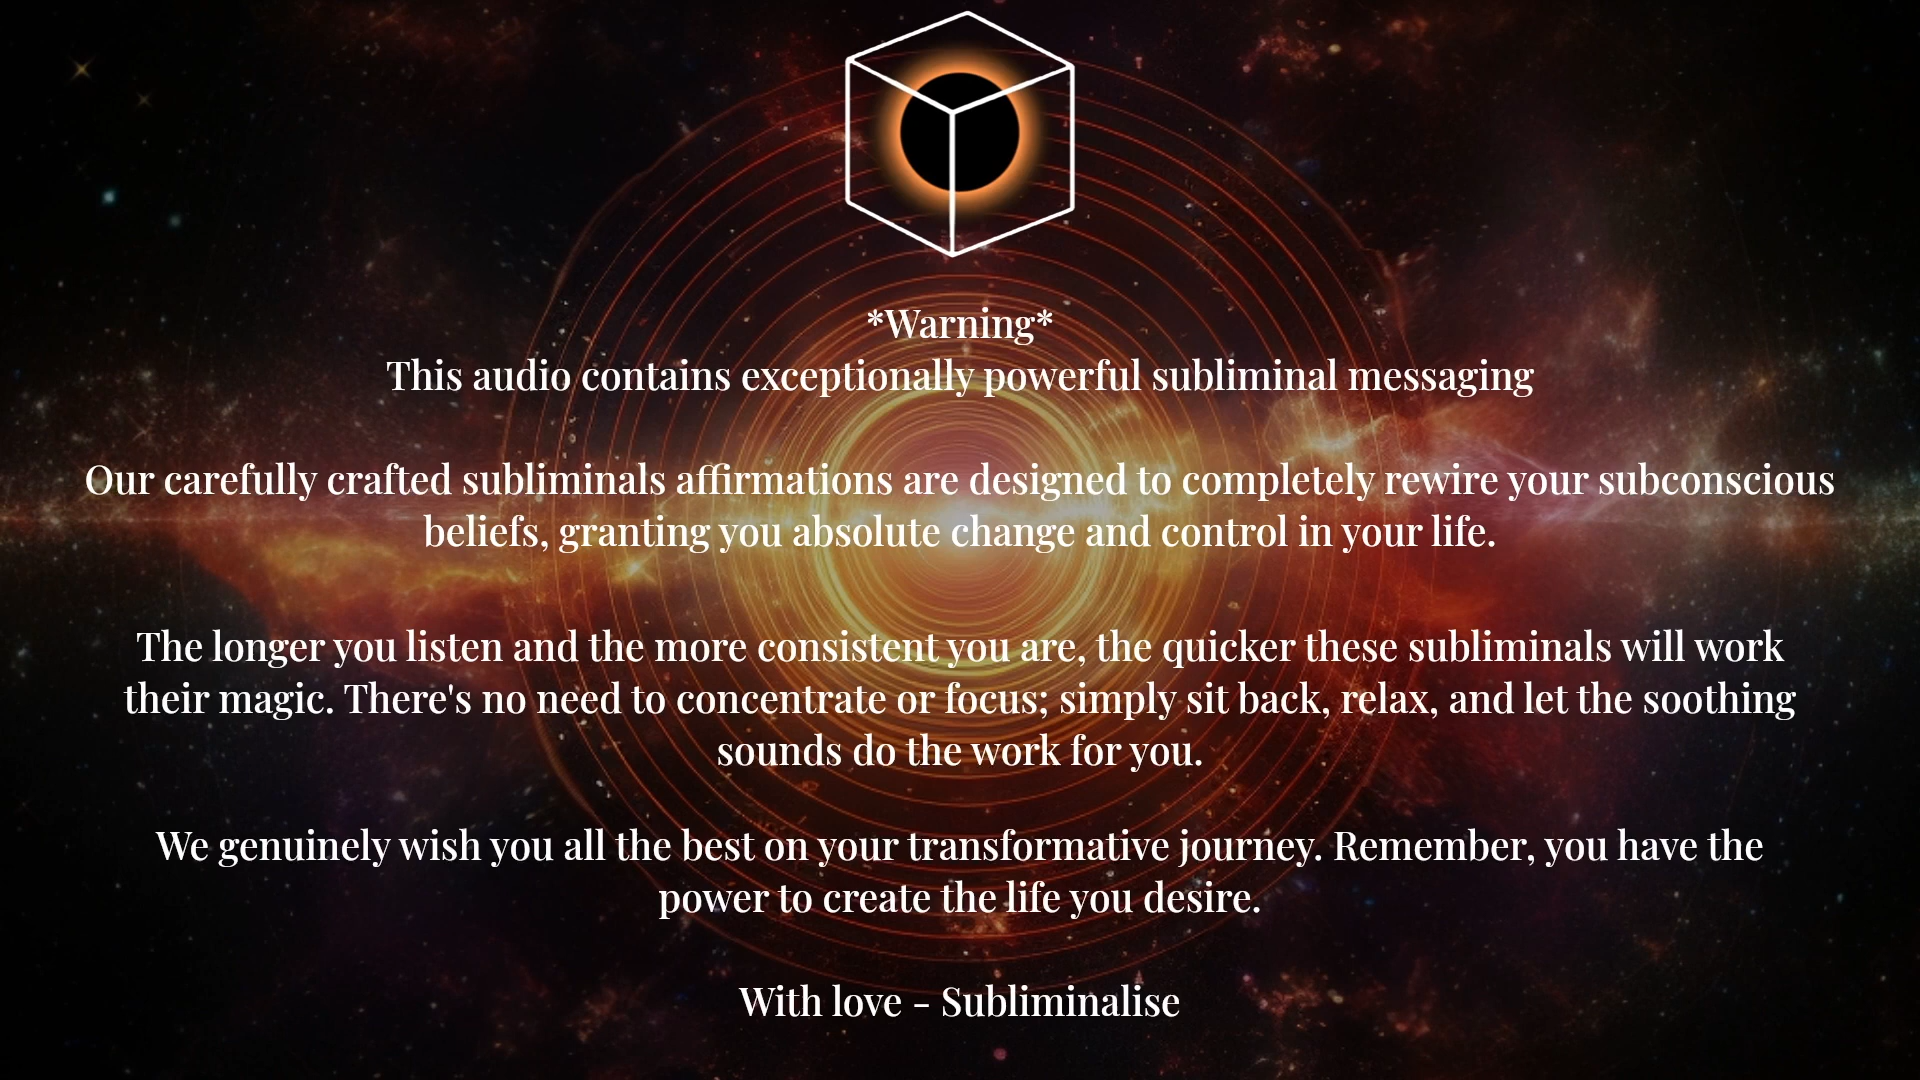 *Warning*
This audio contains exceptionally powerful subliminal messaging
Our carefully crafted subliminals affirmations are designed to completely rewire your subconscious
beliefs, granting you absolute change and control in your life.
The longer you listen and the more consistent you are, the quicker these subliminals will work
their magic. There's no need to concentrate or focus; simply sit back, relax, and let the soothing
sounds do the work for you.
We genuinely wish you all the best on your transformative journey. Remember, you have the
power to create the life you desire.
With love - Subliminalise